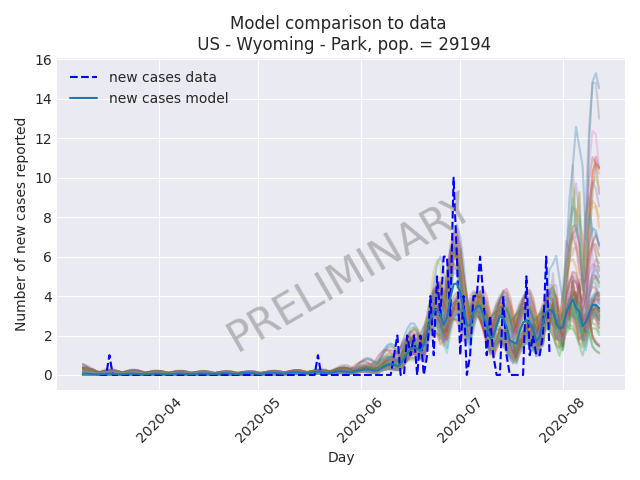 Model comparison to data
US - Wyoming - Park, pop. = 29194
new cases data
new cases model
PRELIMINARY
Number of new cases reported
16
14
12
10
8
6
4
2
0
2020-04
2020-05
2020-06
2020-07
2020-08
Day